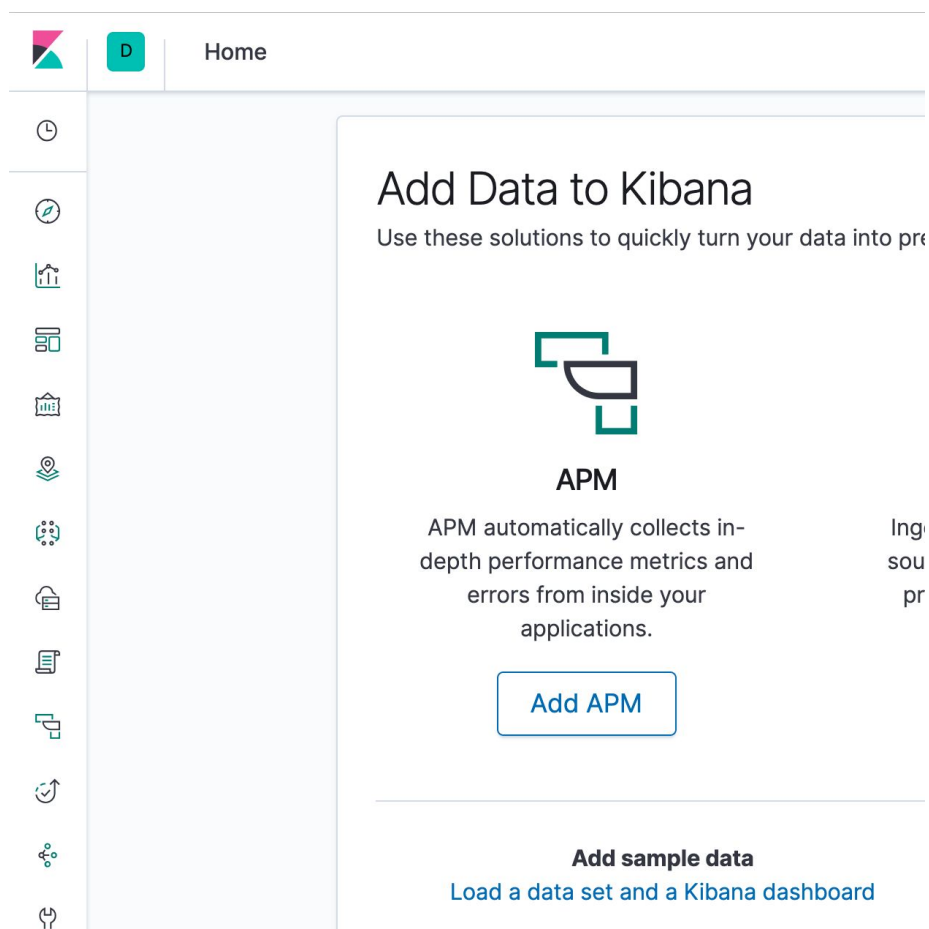 D
Home
Add Data to Kibana
Use these solutions to quickly turn your data into pre
APM
APM automatically collects in-
depth performance metrics and
errors from inside your
applications.
Ing
sou
pr
Add APM
Add sample data
Load a data set and a Kibana dashboard